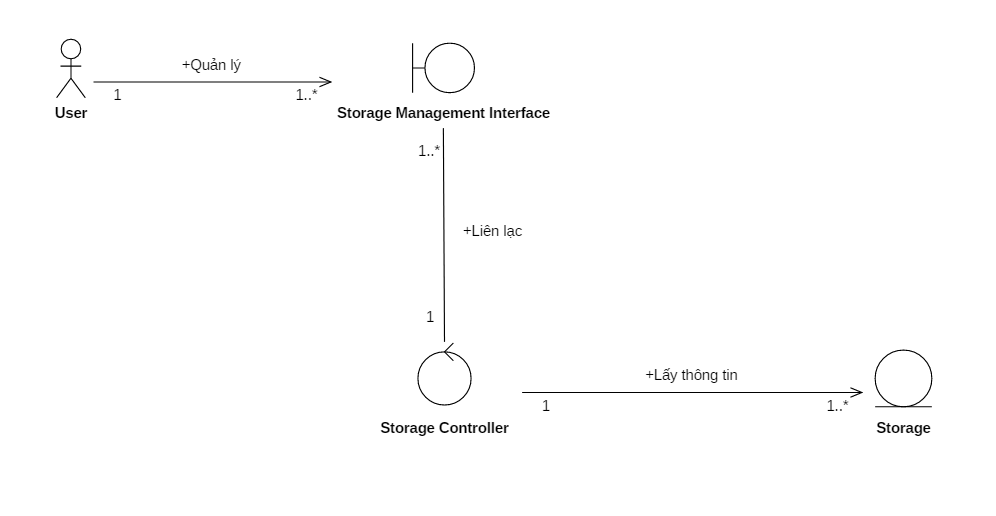 +Quản lý
1
1..*
User
Storage Management Interface
1..*
+Liên lạc
1
+Lấy thông tin
1
1..*
Storage Controller
Storage